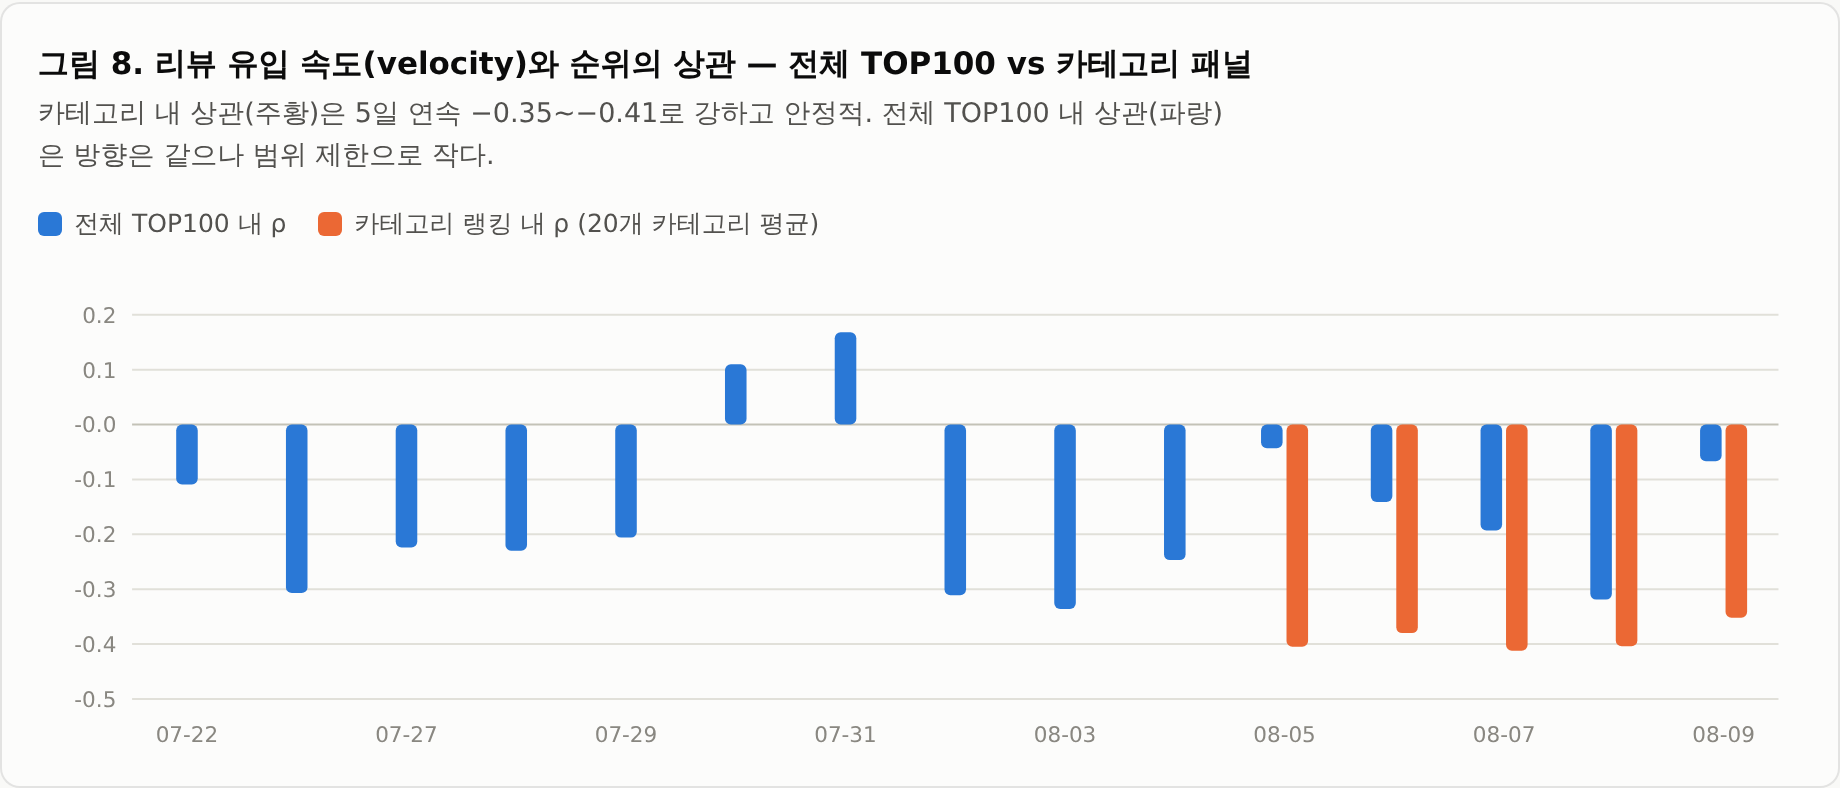 그림 8. 리뷰 유입 속도(velocity)와 순위의 상관 — 전체 TOP100 vs 카테고리 패널
카테고리 내 상관(주황)은 5일 연속 −0.35~−0.41로 강하고 안정적. 전체 TOP100 내 상관(파랑)
은 방향은 같으나 범위 제한으로 작다.
전체 TOP100 내 ρ 카테고리 랭킹 내 ρ (20개 카테고리 평균)
0.2
0.1
-0.0
-0.1
-0.2
-0.3
-0.4
-0.5
07-22 07-27 07-29 07-31 08-03 08-05 08-07 08-09